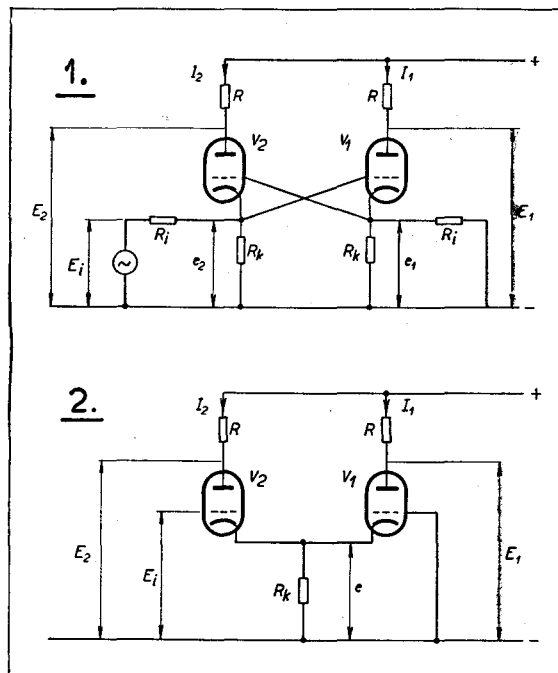 1.
I₂ I₁ +
R R
V₂ V₁
E₂ E₁
Rᵢ Rᵢ
Eᵢ e₂ Rₖ Rₖ e₁
~
-
2.
I₂ I₁ +
R R
V₂ V₁
E₂ Eᵢ Rₖ e E₁
-